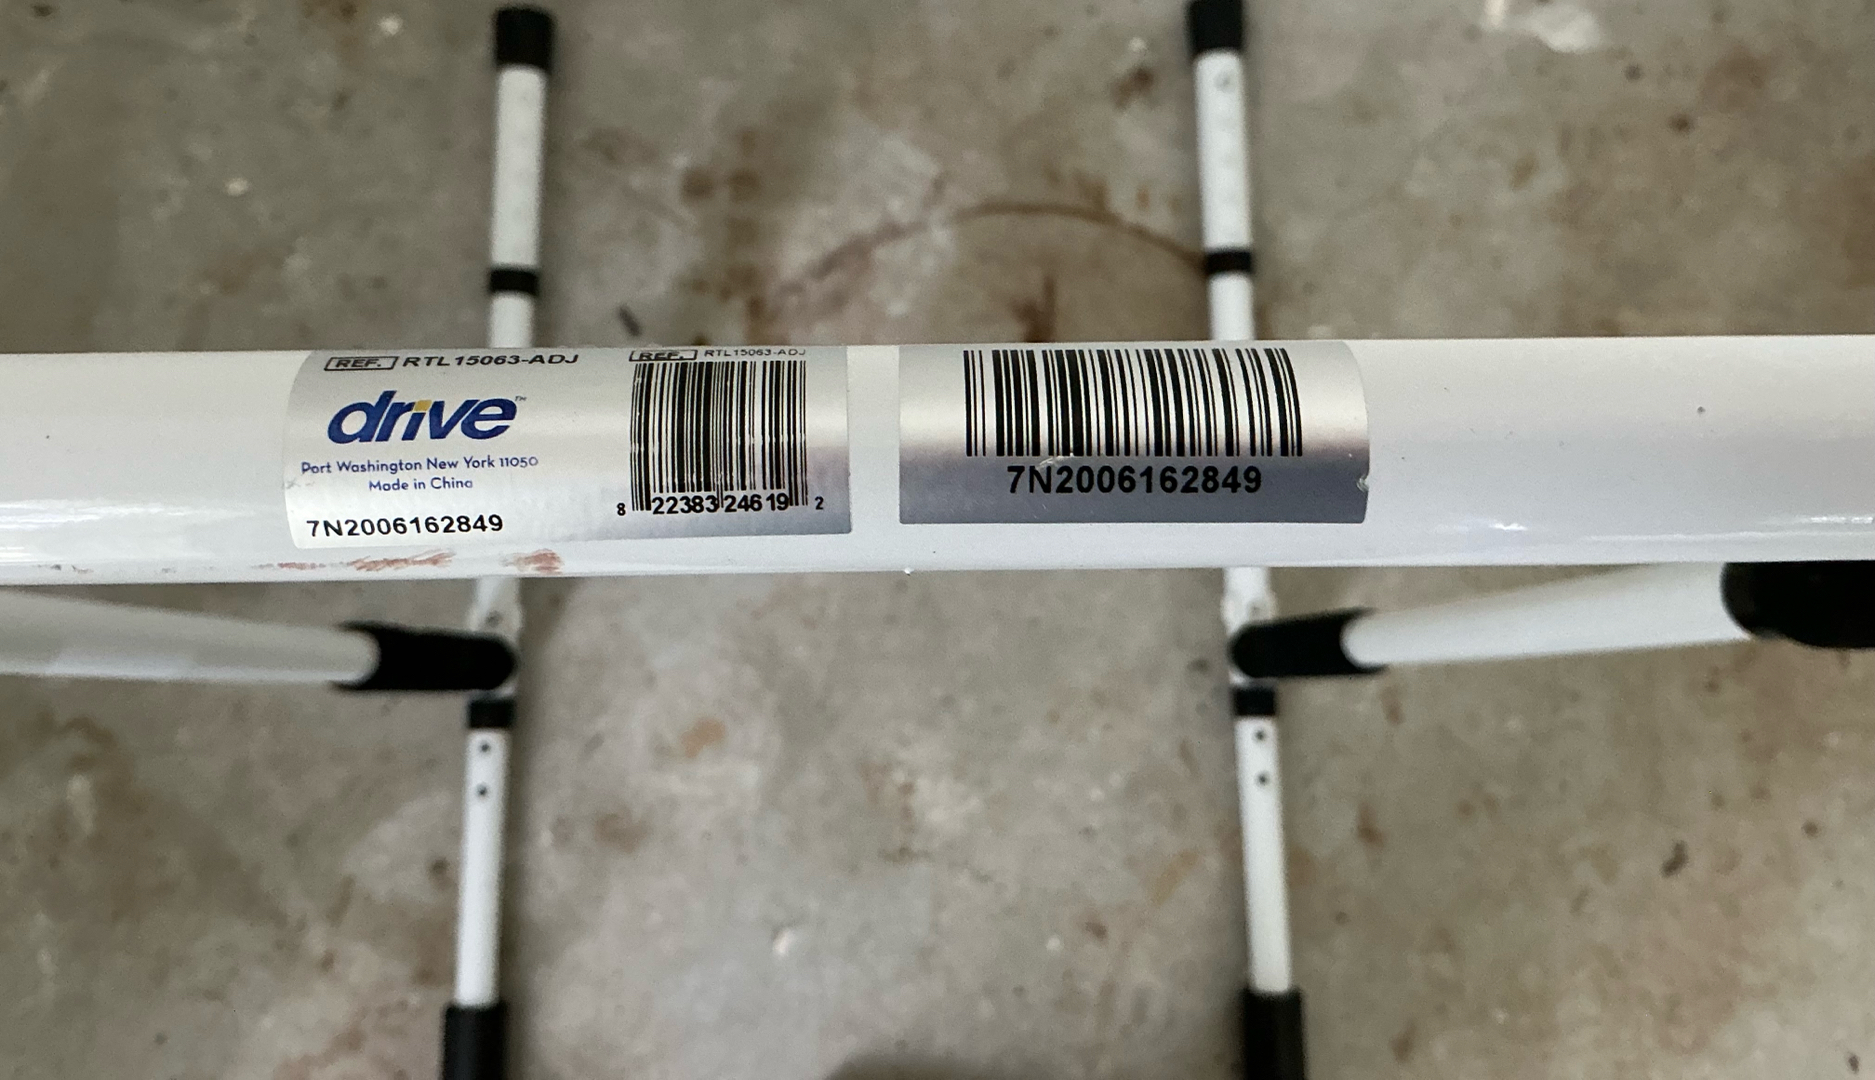 REF. RTL15063-ADJ
drive™
Port Washington New York 11050
Made in China
7N2006162849
REF. RTL15063-ADJ
8 22383 24619 2
7N2006162849